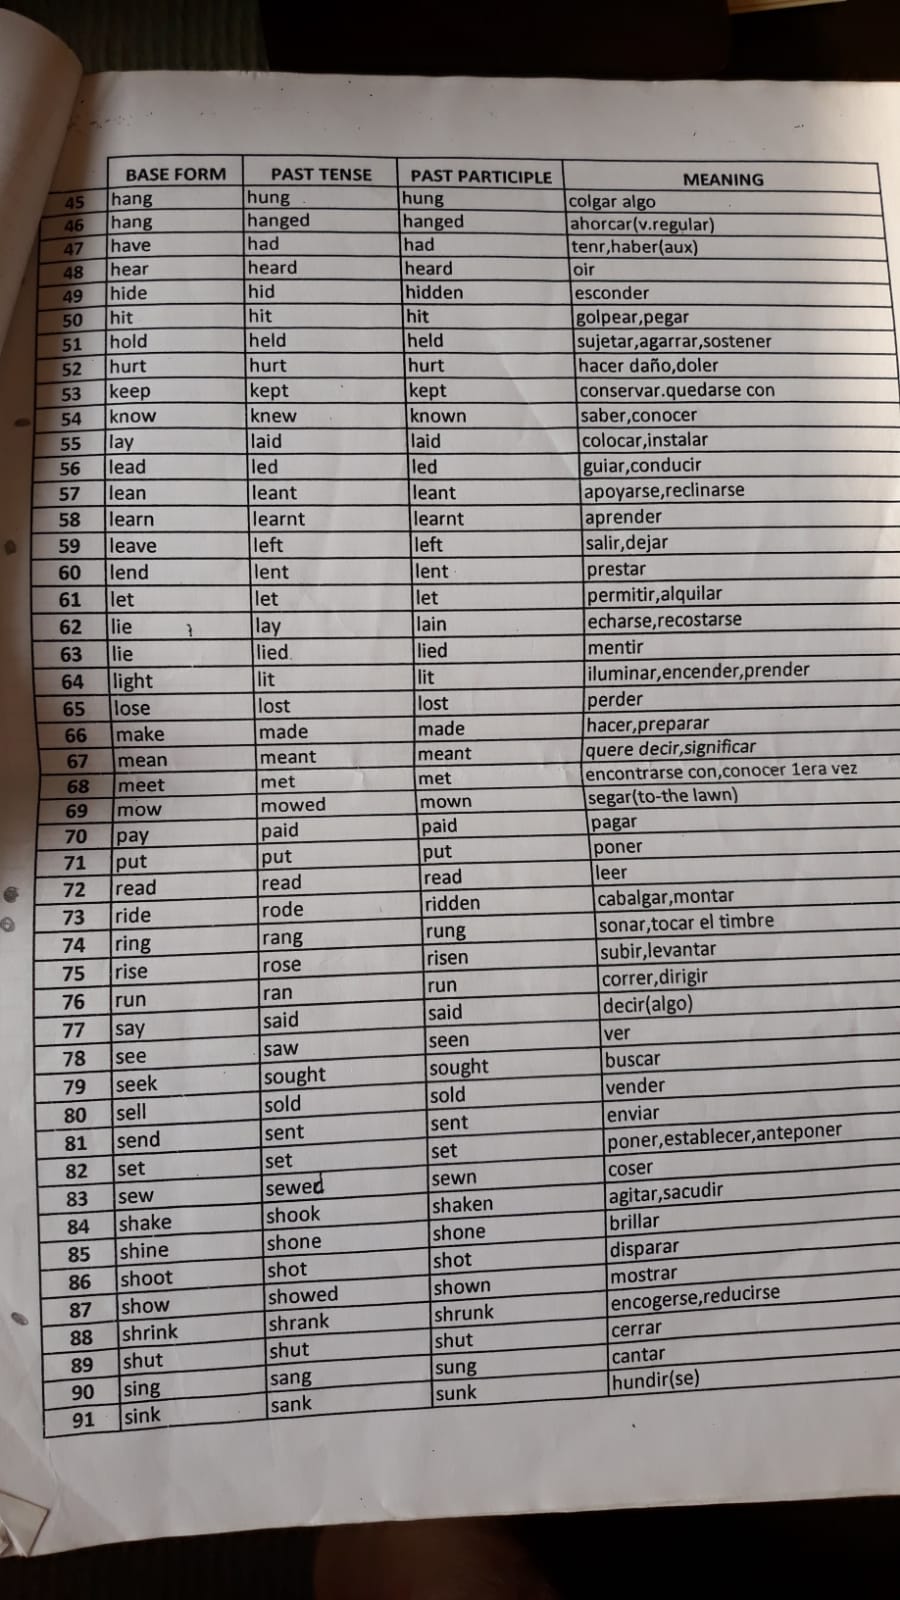 BASE FORM PAST TENSE PAST PARTICIPLE MEANING
45 hang hung hung colgar algo
46 hang hanged hanged ahorcar(v.regular)
47 have had had tenr,haber(aux)
48 hear heard heard oir
49 hide hid hidden esconder
50 hit hit hit golpear,pegar
51 hold held held sujetar,agarrar,sostener
52 hurt hurt hurt hacer daño,doler
53 keep kept kept conservar.quedarse con
54 know knew known saber,conocer
55 lay laid laid colocar,instalar
56 lead led led guiar,conducir
57 lean leant leant apoyarse,reclinarse
58 learn learnt learnt aprender
59 leave left left salir,dejar
60 lend lent lent prestar
61 let let let permitir,alquilar
62 lie lay lain echarse,recostarse
63 lie lied lied mentir
64 light lit lit iluminar,encender,prender
65 lose lost lost perder
66 make made made hacer,preparar
67 mean meant meant quere decir,significar
68 meet met met encontrarse con,conocer 1era vez
69 mow mowed mown segar(to-the lawn)
70 pay paid paid pagar
71 put put put poner
72 read read read leer
73 ride rode ridden cabalgar,montar
74 ring rang rung sonar,tocar el timbre
75 rise rose risen subir,levantar
76 run ran run correr,dirigir
77 say said said decir(algo)
78 see saw seen ver
79 seek sought sought buscar
80 sell sold sold vender
81 send sent sent enviar
82 set set set poner,establecer,anteponer
83 sew sewed sewn coser
84 shake shook shaken agitar,sacudir
85 shine shone shone brillar
86 shoot shot shot disparar
87 show showed shown mostrar
88 shrink shrank shrunk encogerse,reducirse
89 shut shut shut cerrar
90 sing sang sung cantar
91 sink sank sunk hundir(se)